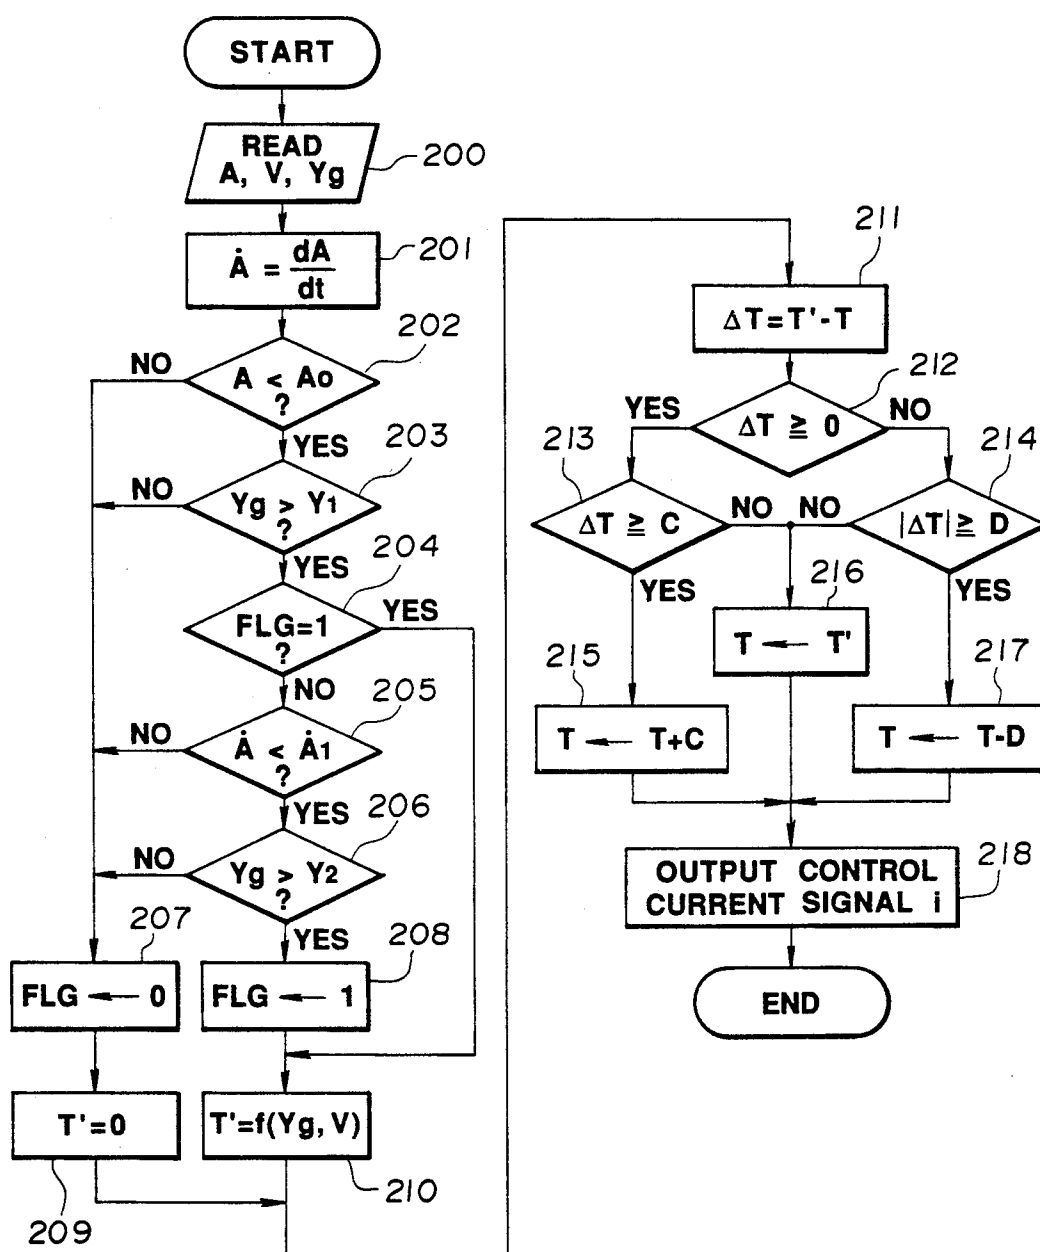 START
READ
A, V, Yg
200
Ȧ = dA
dt
201
202
NO
A < Ao
?
YES
203
NO
Yg > Y1
?
YES
204
YES
FLG=1
?
NO
205
NO
Ȧ < Ȧ1
?
YES
206
NO
Yg > Y2
?
YES
207
208
FLG ← 0
FLG ← 1
T'=0
T'=f(Yg, V)
209
210
211
ΔT=T'-T
212
YES
NO
ΔT ≧ 0
213
214
ΔT ≧ C
NO
NO
|ΔT| ≧ D
YES
216
YES
T ← T'
215
217
T ← T+C
T ← T-D
218
OUTPUT CONTROL
CURRENT SIGNAL i
END